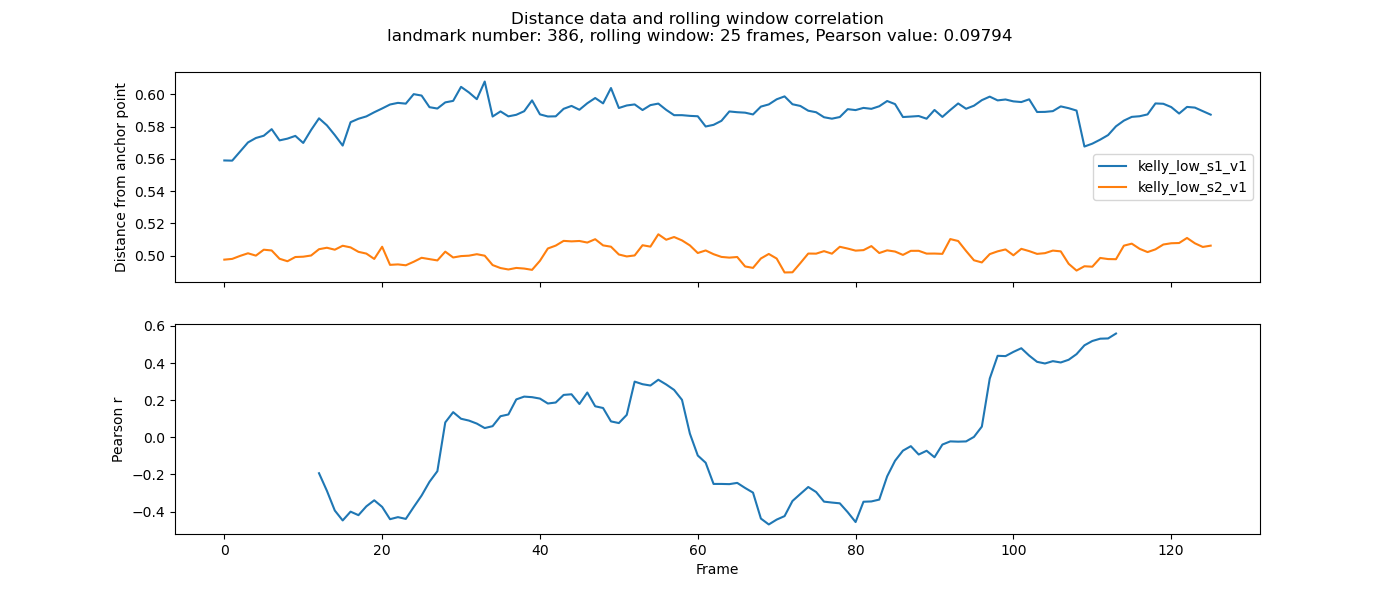 Distance data and rolling window correlation
landmark number: 386, rolling window: 25 frames, Pearson value: 0.09794
Distance from anchor point
0.60
0.58
0.56
0.54
0.52
0.50
kelly_low_s1_v1
kelly_low_s2_v1
Pearson r
0.6
0.4
0.2
0.0
−0.2
−0.4
0 20 40 60 80 100 120
Frame